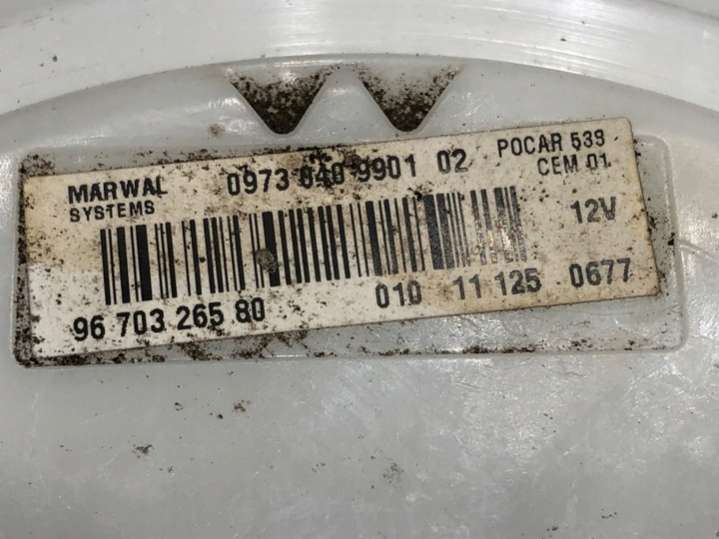 MARWAL 0973 040 9901 02 POCAR 539
SYSTEMS CEM 01
12V
96 703 265 80 010 11 125 0677